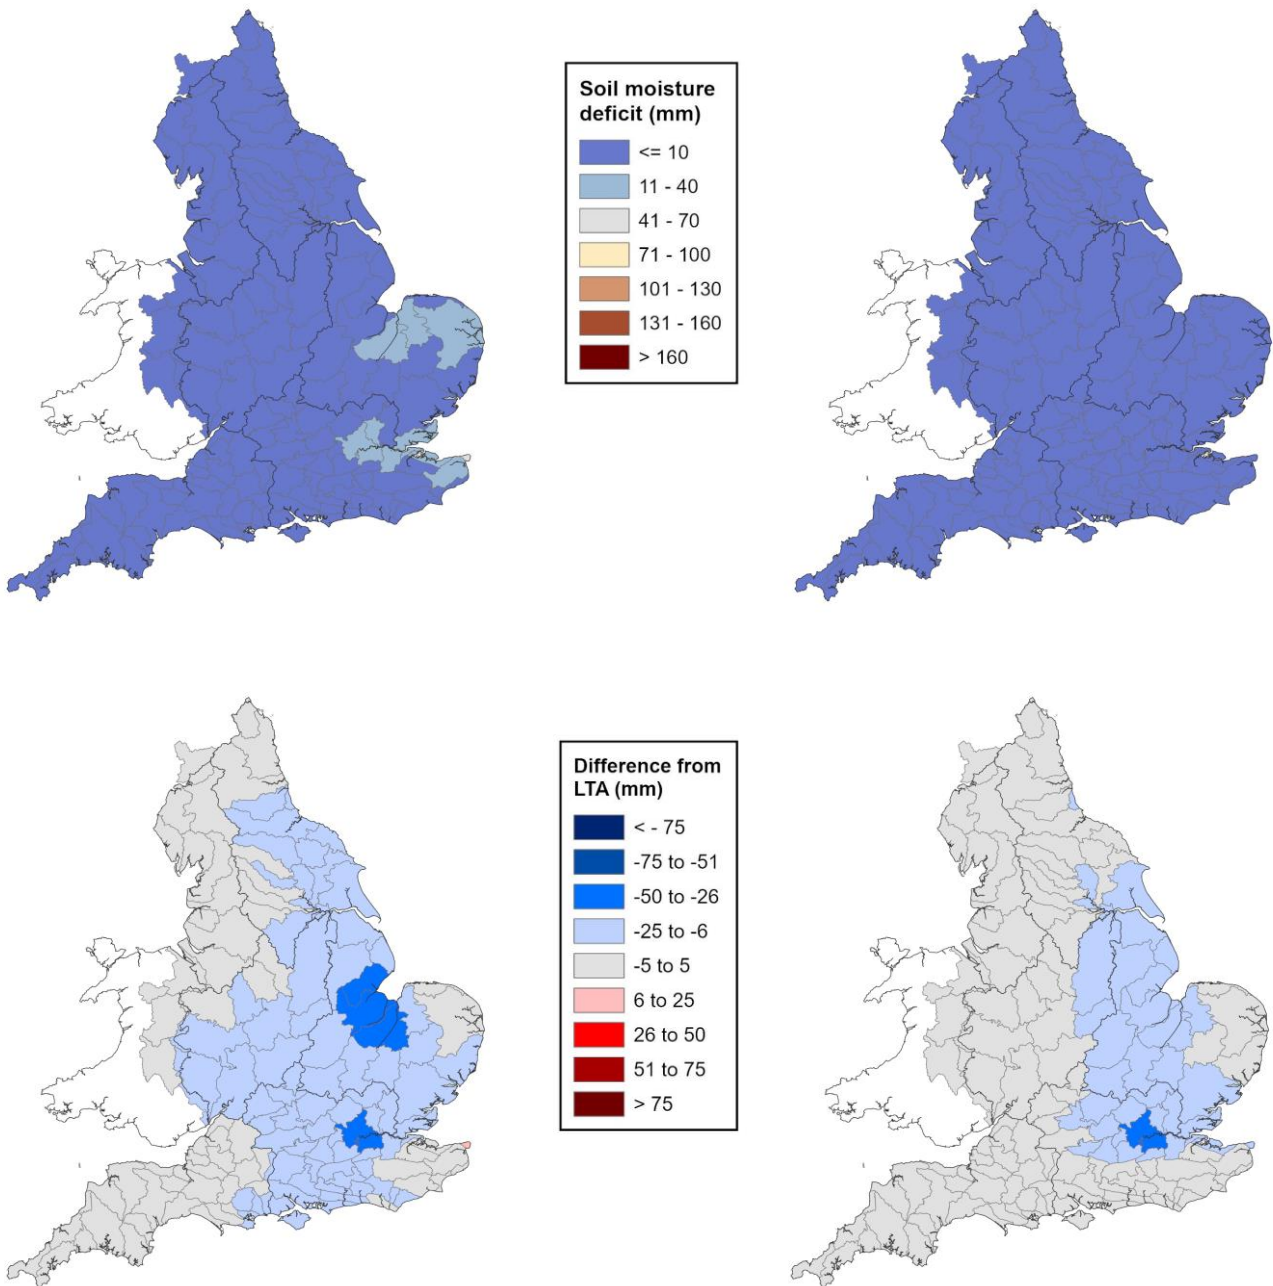 Soil moisture
deficit (mm)
<= 10
11 - 40
41 - 70
71 - 100
101 - 130
131 - 160
> 160
Difference from
LTA (mm)
< - 75
-75 to -51
-50 to -26
-25 to -6
-5 to 5
6 to 25
26 to 50
51 to 75
> 75